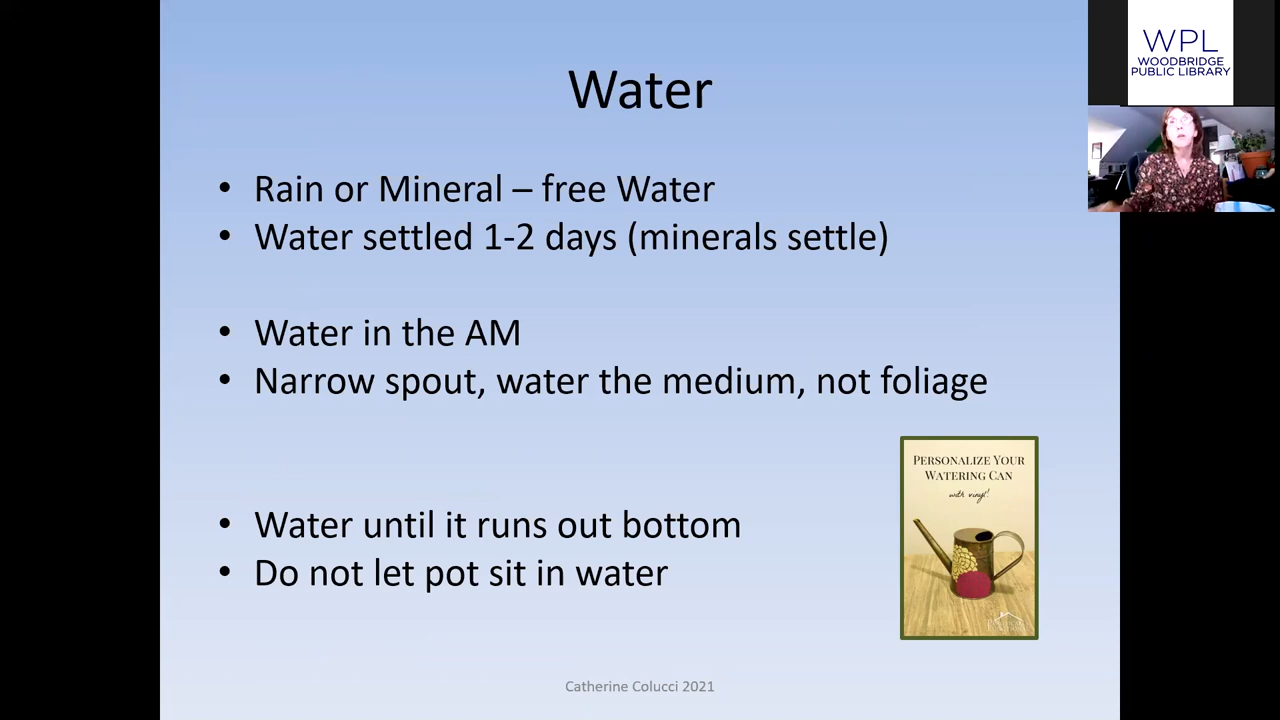 Water
• Rain or Mineral – free Water
• Water settled 1-2 days (minerals settle)
• Water in the AM
• Narrow spout, water the medium, not foliage
• Water until it runs out bottom
• Do not let pot sit in water
PERSONALIZE YOUR
WATERING CAN
with vinyl!
Catherine Colucci 2021
WPL
WOODBRIDGE
PUBLIC LIBRARY